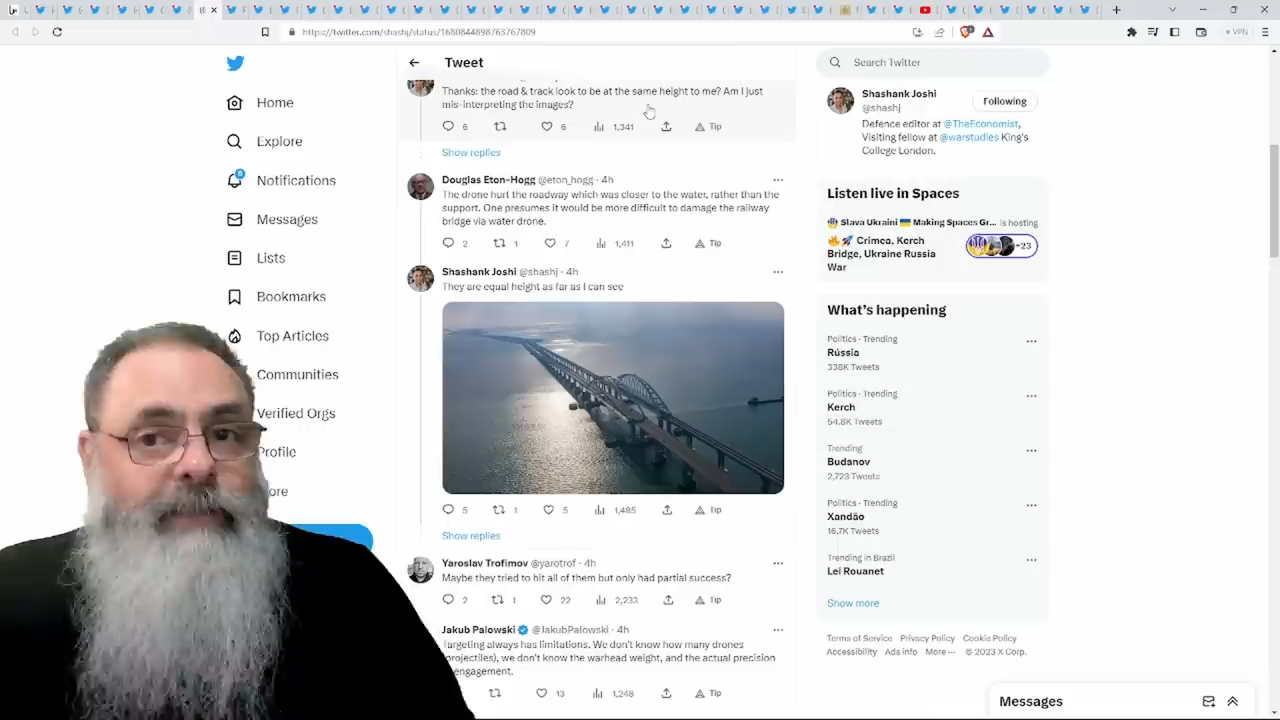 https://twitter.com/shashj/status/1680844898763767809
VPN
Home
Explore
6
Notifications
Messages
Lists
Bookmarks
Top Articles
Communities
Verified Orgs
Profile
ore
Tweet
Thanks: the road & track look to be at the same height to me? Am I just
mis-interpreting the images?
6 6 1,341 Tip
Show replies
Douglas Eton-Hogg @eton_hogg · 4h
The drone hurt the roadway which was closer to the water, rather than the
support. One presumes it would be more difficult to damage the railway
bridge via water drone.
2 1 7 1,411 Tip
Shashank Joshi @shashj · 4h
They are equal height as far as I can see
5 1 5 1,485 Tip
Show replies
Yaroslav Trofimov @yarotrof · 4h
Maybe they tried to hit all of them but only had partial success?
2 1 22 2,233 Tip
Jakub Palowski @JakubPalowski · 4h
Targeting always has limitations. We don't know how many drones
projectiles), we don't know the warhead weight, and the actual precision
engagement.
13 1,248 Tip
Search Twitter
Shashank Joshi
@shashj
Following
Defence editor at @TheEconomist,
Visiting fellow at @warstudies King's
College London.
Listen live in Spaces
Slava Ukraini Making Spaces Gr... is hosting
Crimea, Kerch
Bridge, Ukraine Russia
War
+23
What's happening
Politics · Trending
Rússia
338K Tweets
Politics · Trending
Kerch
54.8K Tweets
Trending
Budanov
2,723 Tweets
Politics · Trending
Xandão
16.7K Tweets
Trending in Brazil
Lei Rouanet
Show more
Terms of Service Privacy Policy Cookie Policy
Accessibility Ads info More ··· © 2023 X Corp.
Messages